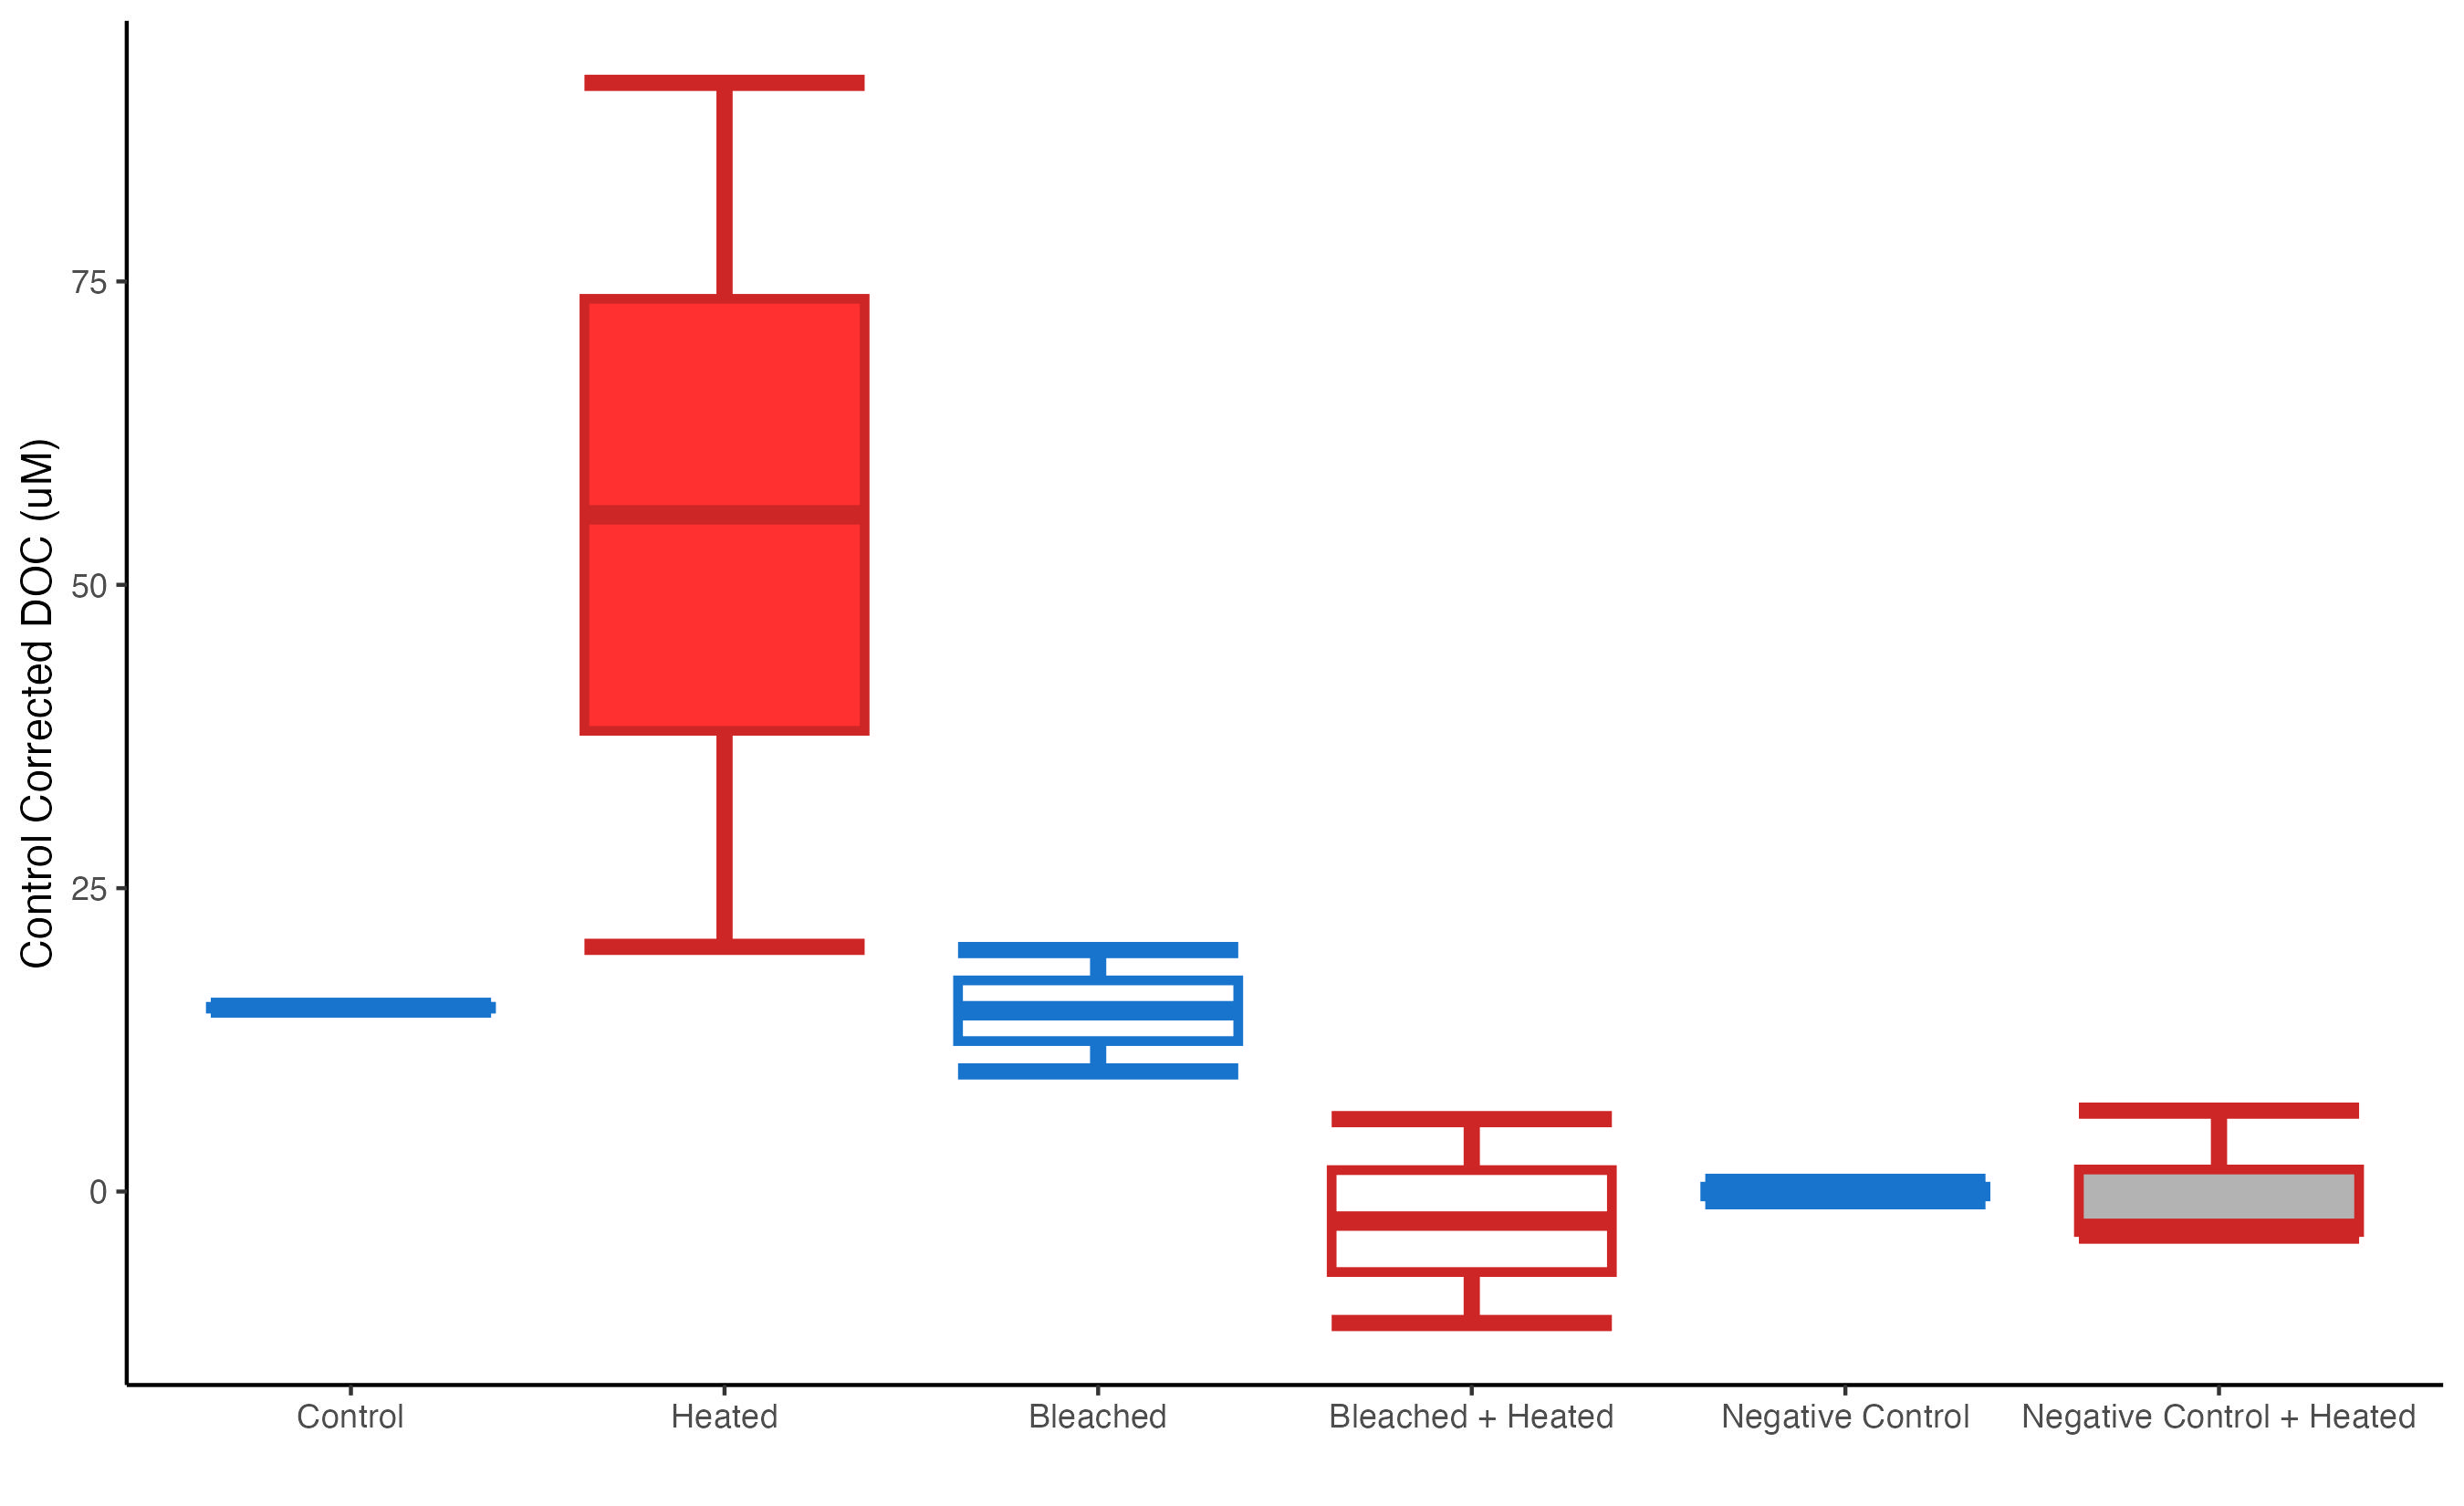 Control Corrected DOC (uM)
75
50
25
0
Control
Heated
Bleached
Bleached + Heated
Negative Control
Negative Control + Heated